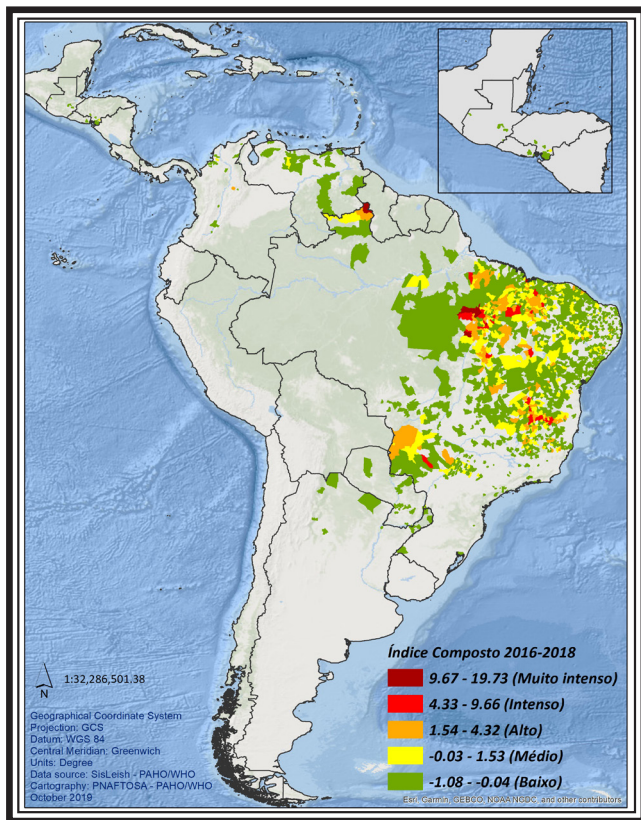 Índice Composto 2016-2018
9.67 - 19.73 (Muito intenso)
4.33 - 9.66 (Intenso)
1.54 - 4.32 (Alto)
-0.03 - 1.53 (Médio)
-1.08 - -0.04 (Baixo)
1:32,286,501.38
N
Geographical Coordinate System
Projection: GCS
Datum: WGS 84
Central Meridian: Greenwich
Units: Degree
Data source: SisLeish - PAHO/WHO
Cartography: PNAFTOSA - PAHO/WHO
October 2019
Esri, Garmin, GEBCO, NOAA NGDC, and other contributors